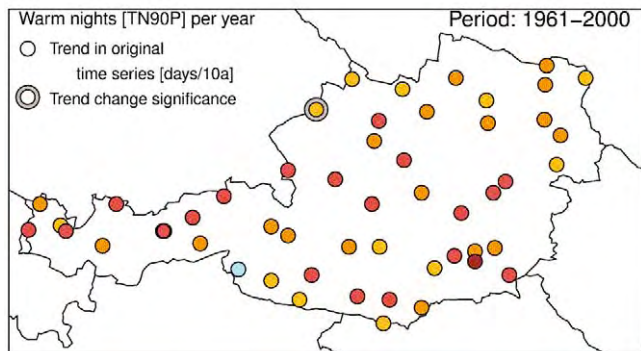 Warm nights [TN90P] per year
Period: 1961−2000
Trend in original
time series [days/10a]
Trend change significance